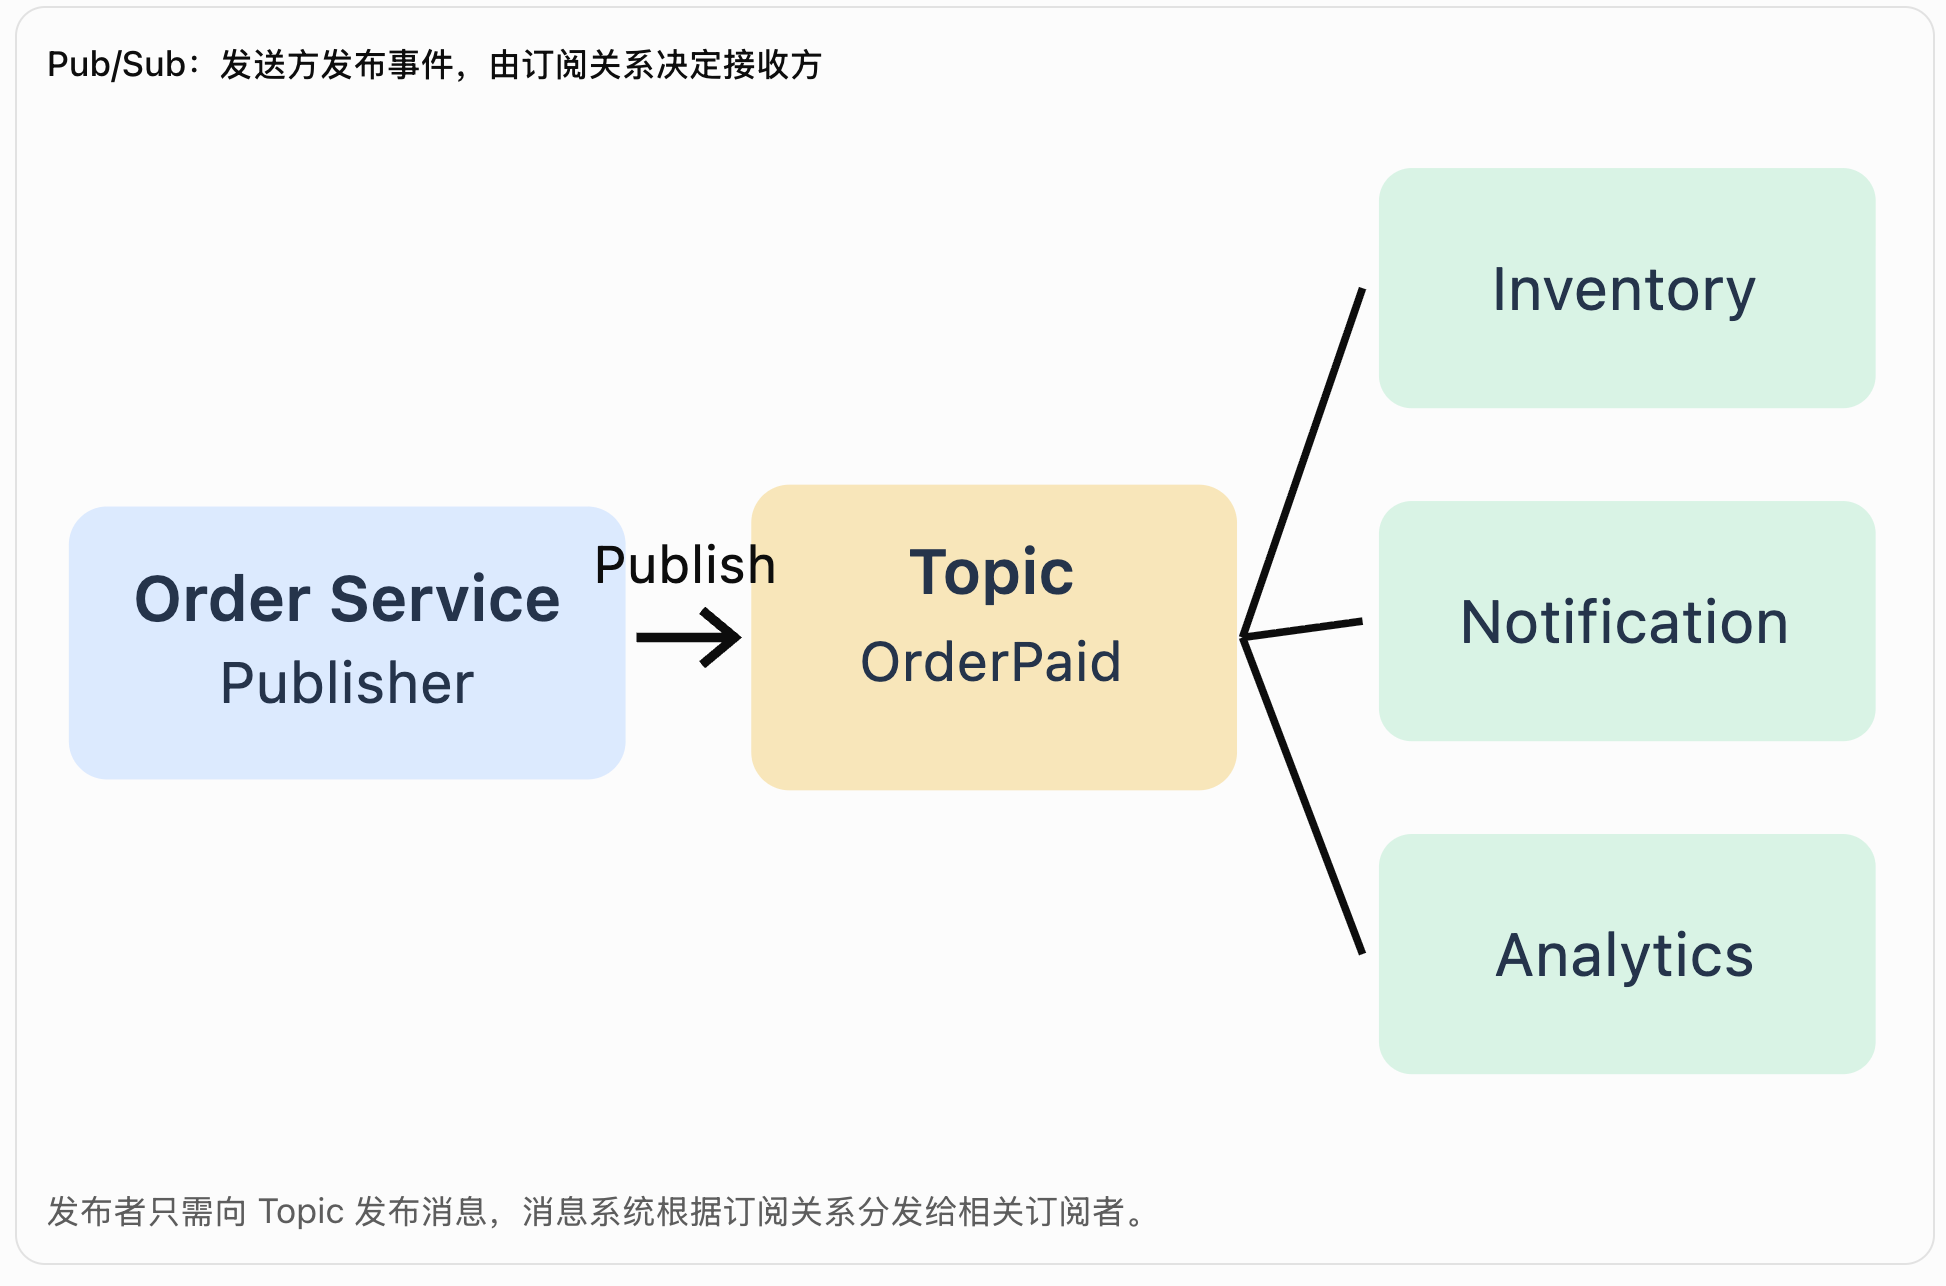 Pub/Sub：发送方发布事件，由订阅关系决定接收方
Order Service
Publisher
Publish
Topic
OrderPaid
Inventory
Notification
Analytics
发布者只需向 Topic 发布消息，消息系统根据订阅关系分发给相关订阅者。